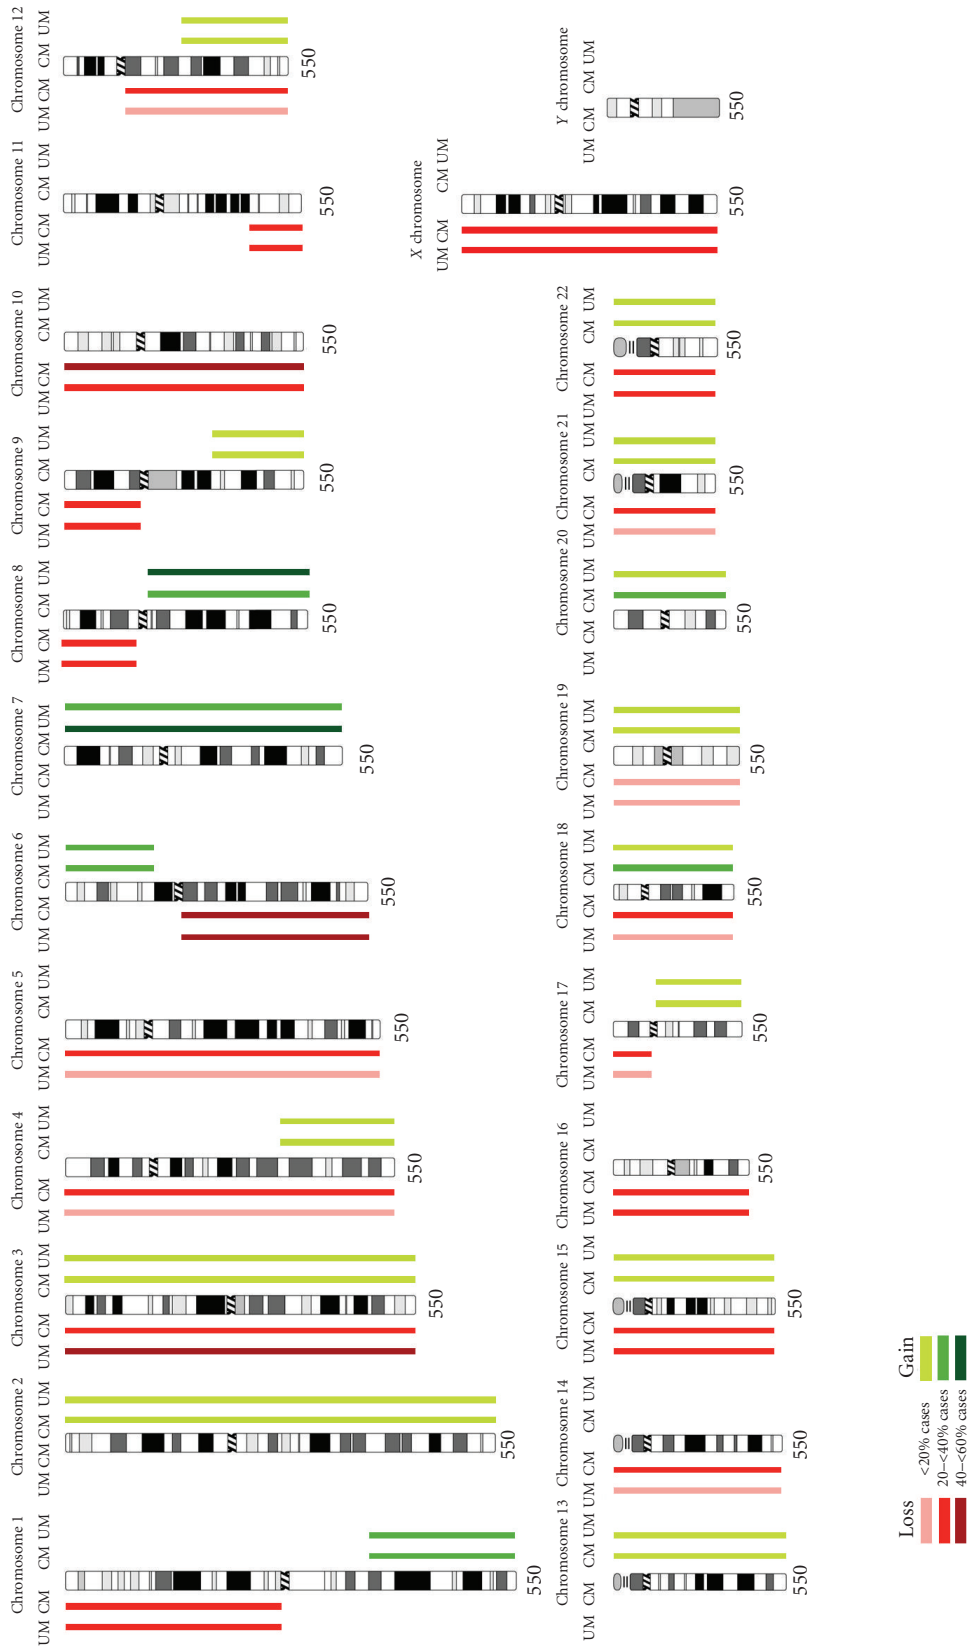 Chromosome 1
UM CM CM UM
550
Chromosome 2
UM CM CM UM
550
Chromosome 3
UM CM CM UM
550
Chromosome 4
UM CM CM UM
550
Chromosome 5
UM CM CM UM
550
Chromosome 6
UM CM CM UM
550
Chromosome 7
UM CM CM UM
550
Chromosome 8
UM CM CM UM
550
Chromosome 9
UM CM CM UM
550
Chromosome 10
UM CM CM UM
550
Chromosome 11
UM CM CM UM
550
Chromosome 12
UM CM CM UM
550
Chromosome 13
UM CM CM UM
550
Chromosome 14
UM CM CM UM
550
Chromosome 15
UM CM CM UM
550
Chromosome 16
UM CM CM UM
550
Chromosome 17
UM CM CM UM
550
Chromosome 18
UM CM CM UM
550
Chromosome 19
UM CM CM UM
550
Chromosome 20
UM CM CM UM
550
Chromosome 21
UM CM CM UM
550
Chromosome 22
UM CM CM UM
550
X chromosome
UM CM CM UM
550
Y chromosome
UM CM CM UM
550
Loss Gain
<20% cases
20–<40% cases
40–<60% cases